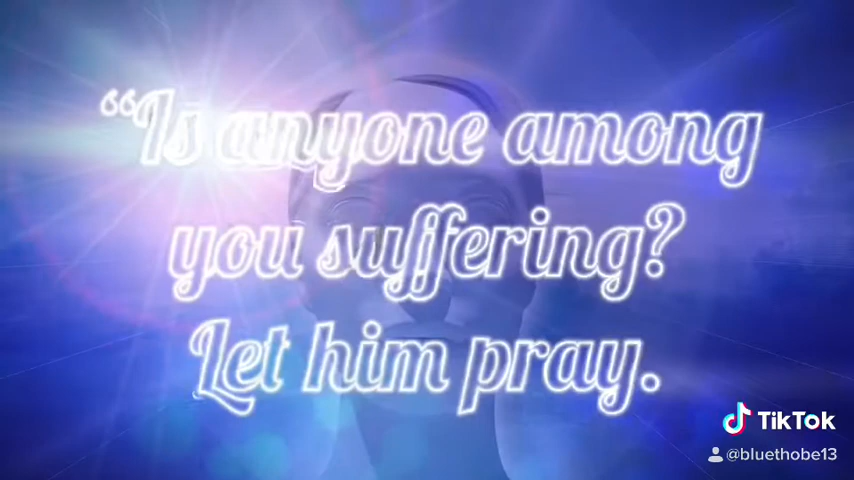 “Is anyone among
you suffering?
Let him pray.
TikTok
@bluethobe13